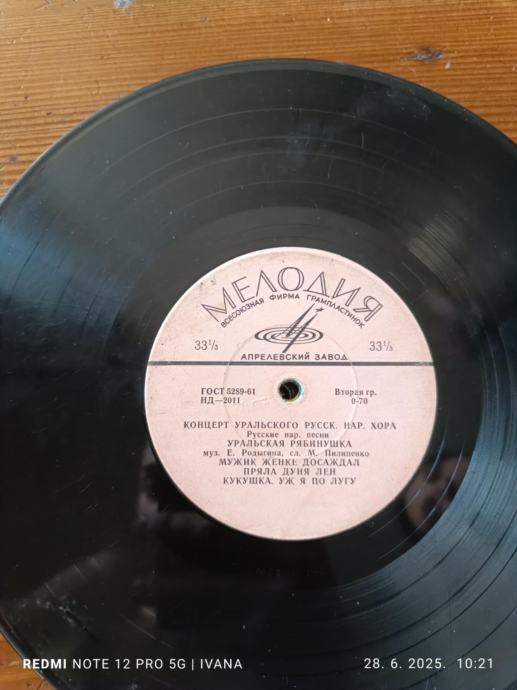 МЕЛОДИЯ
ВСЕСОЮЗНАЯ ФИРМА ГРАМПЛАСТИНОК
33⅓ 33⅓
АПРЕЛЕВСКИЙ ЗАВОД
ГОСТ 5289-61 Вторая гр.
НД—2011 0-70
КОНЦЕРТ УРАЛЬСКОГО РУССК. НАР. ХОРА
Русские нар. песни
УРАЛЬСКАЯ РЯБИНУШКА
муз. Е. Родыгина, сл. М. Пилипенко
МУЖИК ЖЕНКЕ ДОСАЖДАЛ
ПРЯЛА ДУНЯ ЛЕН
КУКУШКА. УЖ Я ПО ЛУГУ
REDMI NOTE 12 PRO 5G | IVANA 28. 6. 2025. 10:21